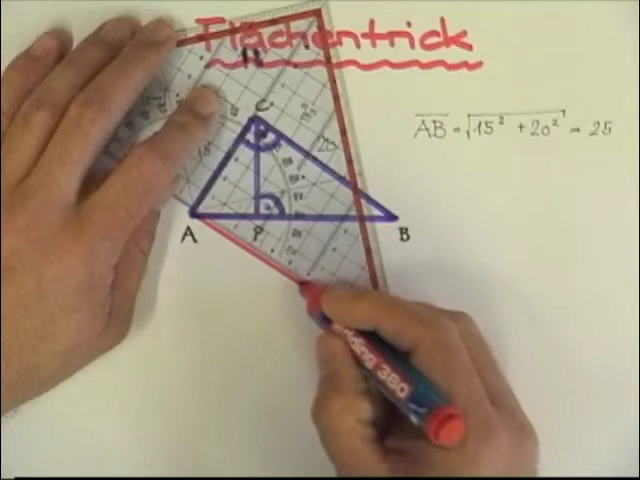 Flächentrick
C
15
20
A
P
B
AB = √15² + 20² = 25
edding 380